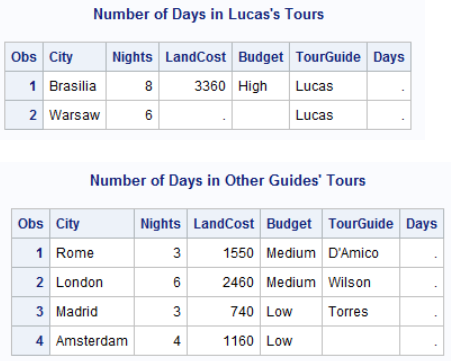 Number of Days in Lucas's Tours
Obs City Nights LandCost Budget TourGuide Days
1 Brasilia 8 3360 High Lucas .
2 Warsaw 6 . Lucas .
Number of Days in Other Guides' Tours
Obs City Nights LandCost Budget TourGuide Days
1 Rome 3 1550 Medium D'Amico .
2 London 6 2460 Medium Wilson .
3 Madrid 3 740 Low Torres .
4 Amsterdam 4 1160 Low .